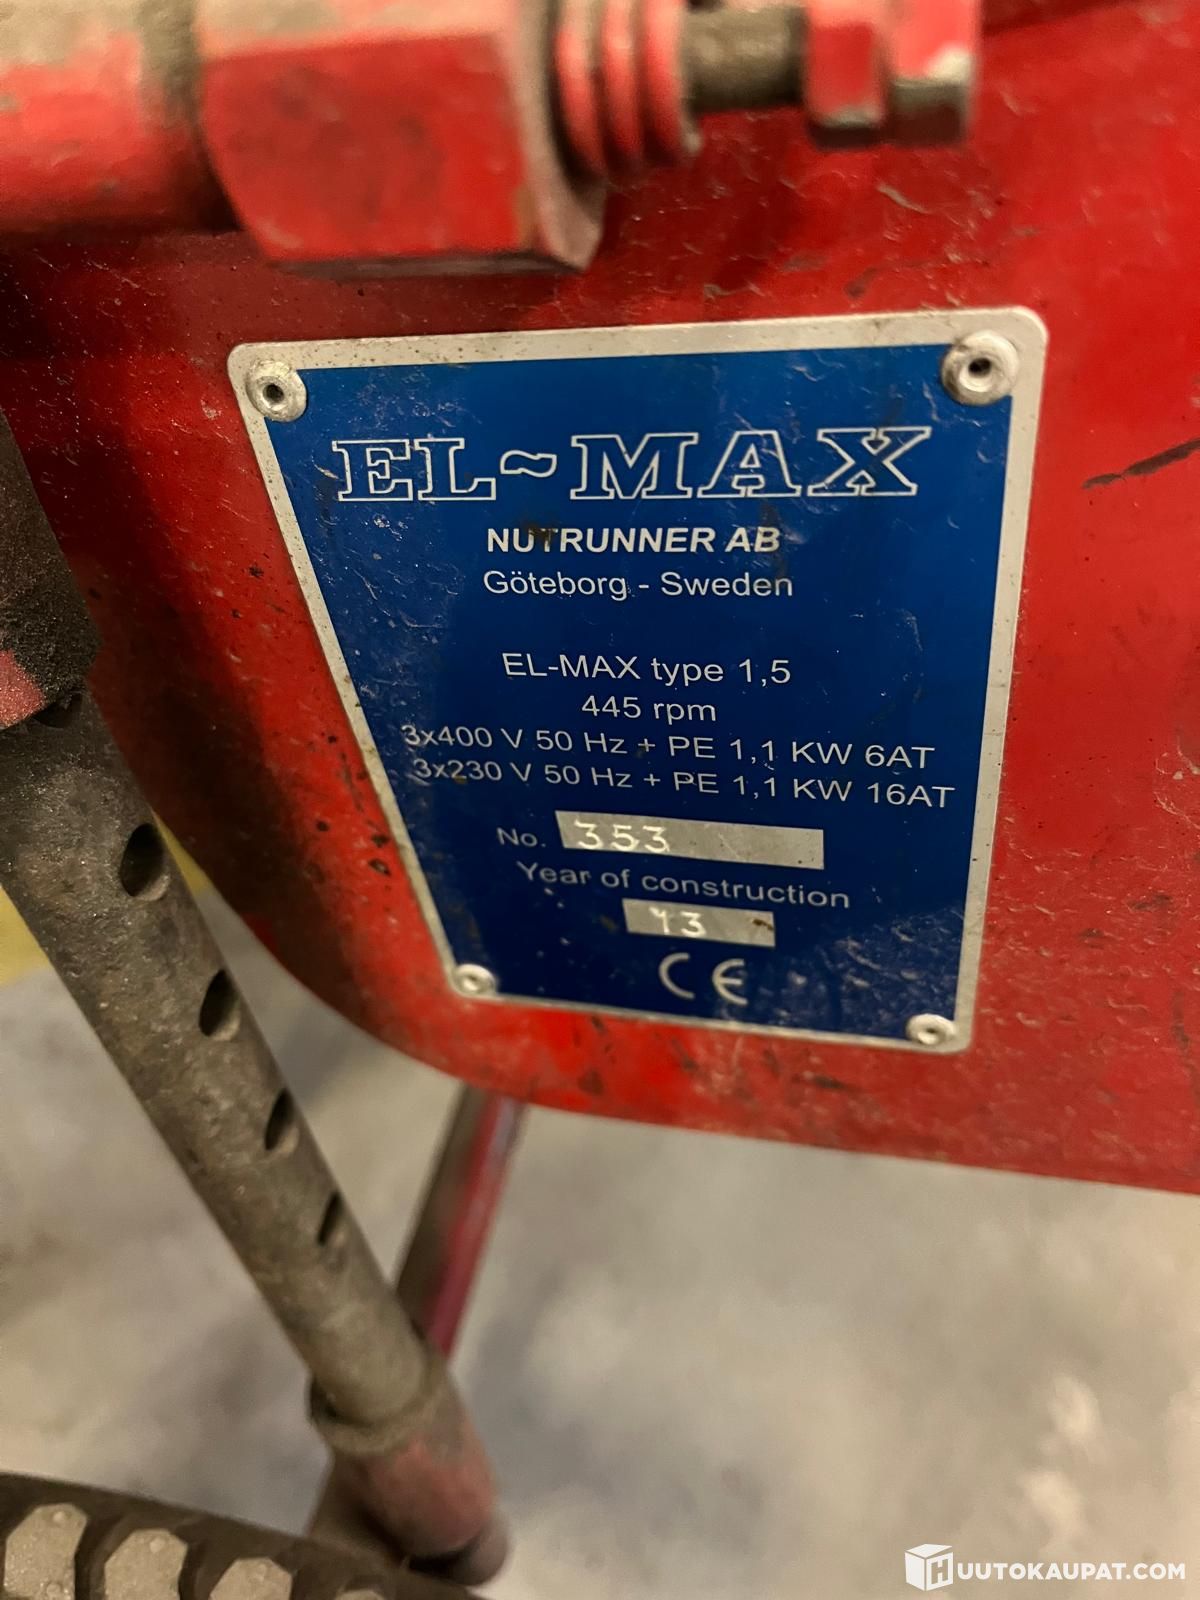 EL~MAX
NUTRUNNER AB
Göteborg - Sweden
EL-MAX type 1,5
445 rpm
3x400 V 50 Hz + PE 1,1 KW 6AT
3x230 V 50 Hz + PE 1,1 KW 16AT
No. 353
Year of construction
13
CE
HUUTOKAUPAT.COM